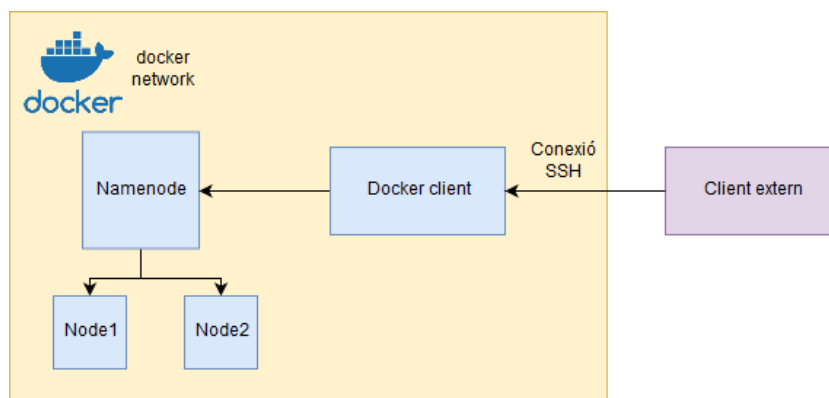 docker
network
docker
Namenode
Docker client
Conexió
SSH
Client extern
Node1
Node2